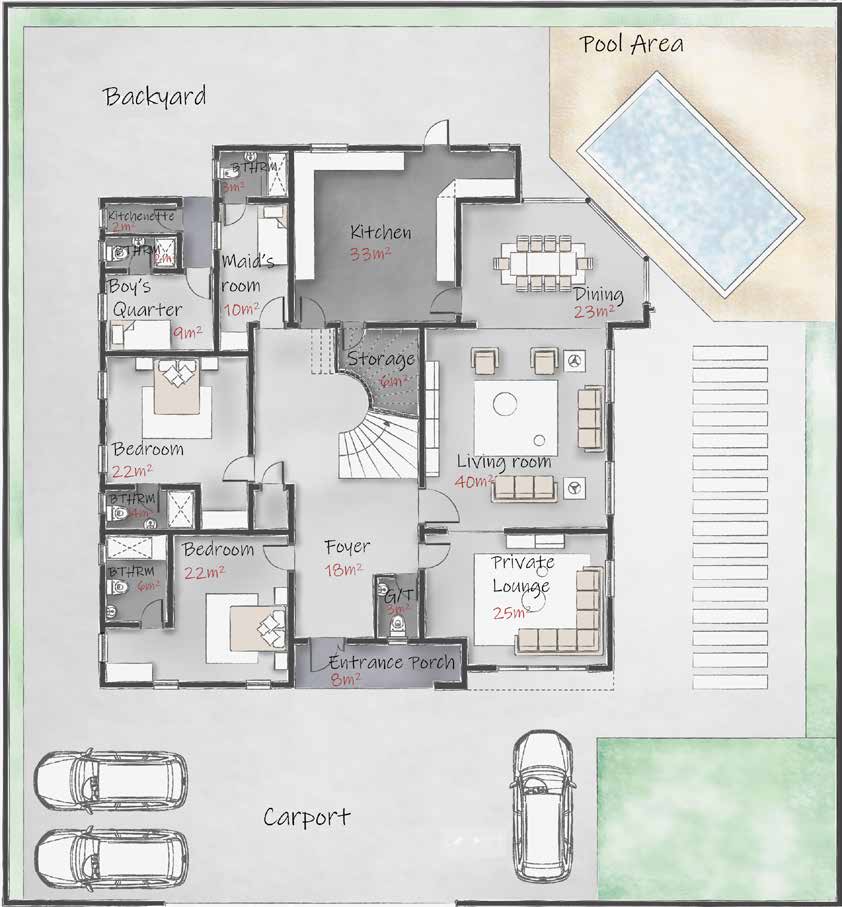 Pool Area
Backyard
BTHRM
3m²
Kitchenette
2m²
BTHRM
2m²
Kitchen
33m²
Maid's
room
10m²
Boy's
Quarter
9m²
Dining
23m²
Storage
6m²
Bedroom
22m²
Living room
40m²
BTHRM
4m²
Bedroom
22m²
Foyer
18m²
Private
Lounge
25m²
BTHRM
6m²
G/T
3m²
Entrance Porch
8m²
Carport